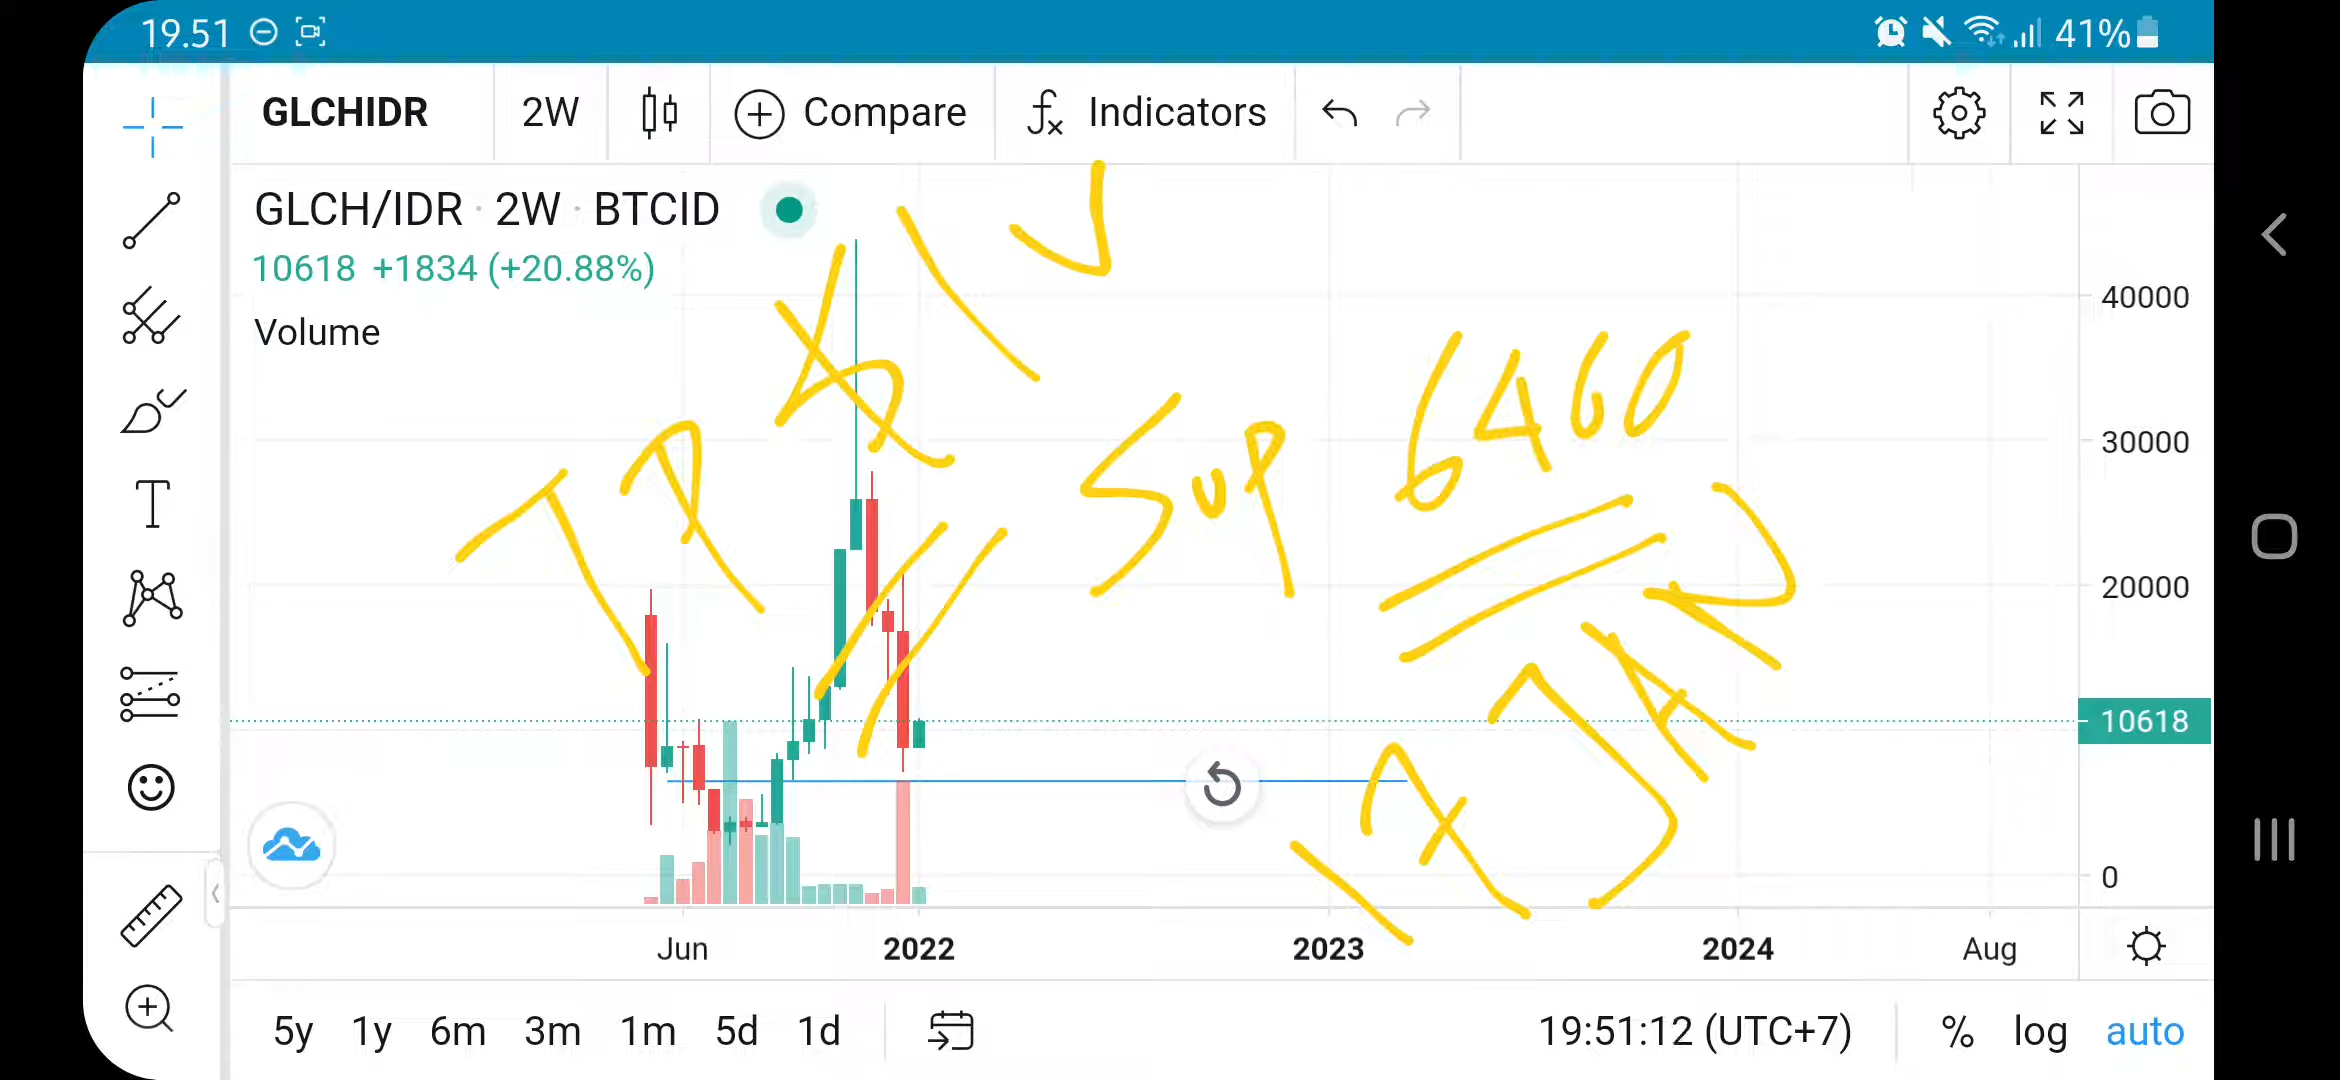 19.51 41%
GLCHIDR 2W Compare Indicators
GLCH/IDR · 2W · BTCID
10618 +1834 (+20.88%)
Volume
TP
SUP 6460
17 JAN
40000
30000
20000
10618
0
Jun 2022 2023 2024 Aug
5y 1y 6m 3m 1m 5d 1d 19:51:12 (UTC+7) % log auto